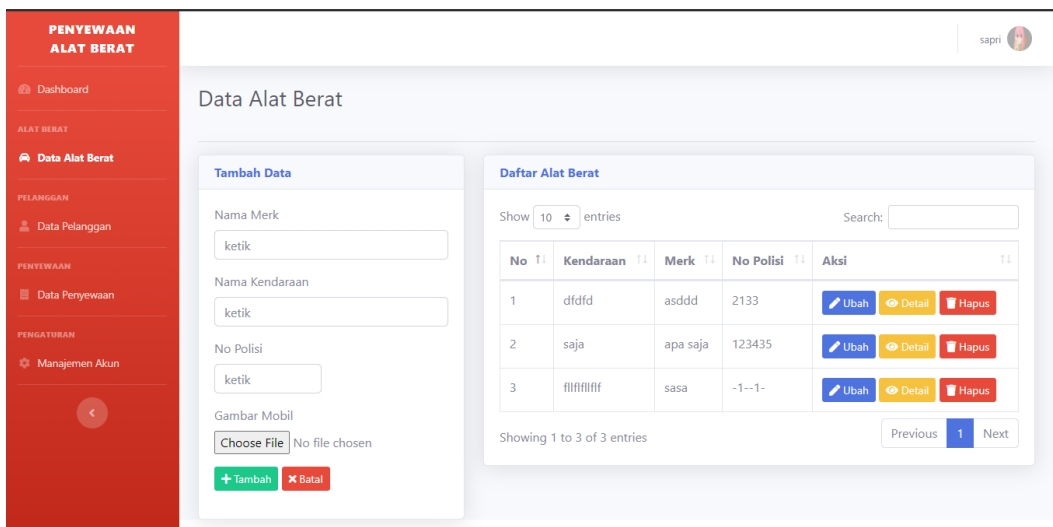 PENYEWAAN
ALAT BERAT
Dashboard
ALAT BERAT
Data Alat Berat
PELANGGAN
Data Pelanggan
PENYEWAAN
Data Penyewaan
PENGATURAN
Manajemen Akun
sapri
Data Alat Berat
Tambah Data
Nama Merk
ketik
Nama Kendaraan
ketik
No Polisi
ketik
Gambar Mobil
Choose File No file chosen
Tambah Batal
Daftar Alat Berat
Show 10 entries Search:
No Kendaraan Merk No Polisi Aksi
1 dfdfd asddd 2133 Ubah Detail Hapus
2 saja apa saja 123435 Ubah Detail Hapus
3 fllflflflflf sasa -1--1- Ubah Detail Hapus
Showing 1 to 3 of 3 entries Previous 1 Next